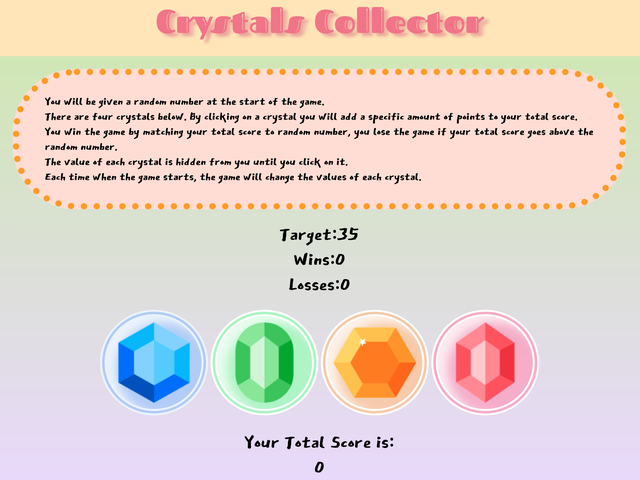 Crystals Collector
You will be given a random number at the start of the game.
There are four crystals below. By clicking on a crystal you will add a specific amount of points to your total score.
You win the game by matching your total score to random number, you lose the game if your total score goes above the
random number.
The value of each crystal is hidden from you until you click on it.
Each time when the game starts, the game will change the values of each crystal.
Target:35
Wins:0
Losses:0
Your Total Score is:
0